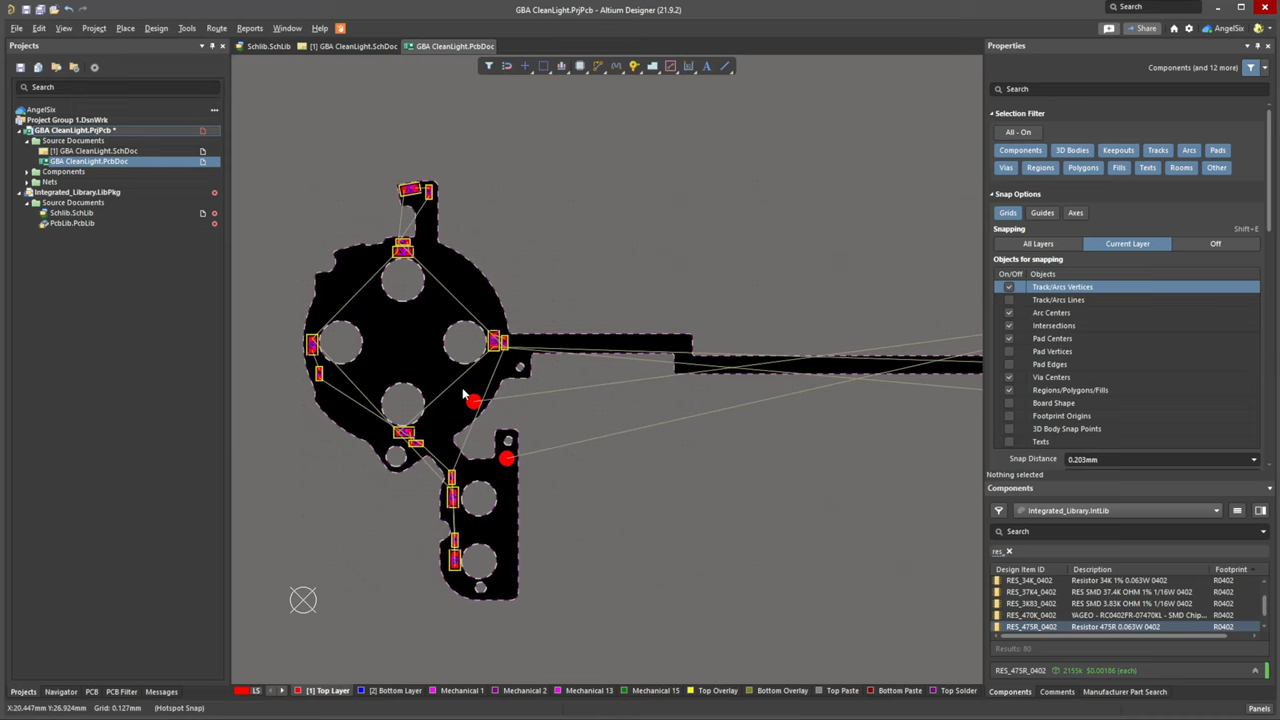 GBA CleanLight.PrjPcb - Altium Designer (21.9.2)
Search
File Edit View Project Place Design Tools Route Reports Window Help
Share AngelSix
Projects
Schlib.SchLib [1] GBA CleanLight.SchDoc GBA CleanLight.PcbDoc
Properties
Components (and 12 more)
Search
Search
AngelSix
Project Group 1.DsnWrk
GBA CleanLight.PrjPcb *
Source Documents
[1] GBA CleanLight.SchDoc
GBA CleanLight.PcbDoc
Components
Nets
Integrated_Library.LibPkg
Source Documents
Schlib.SchLib
PcbLib.PcbLib
Selection Filter
All - On
Components 3D Bodies Keepouts Tracks Arcs Pads
Vias Regions Polygons Fills Texts Rooms Other
Snap Options
Grids Guides Axes
Snapping Shift+E
All Layers Current Layer Off
Objects for snapping
On/Off Objects
Track/Arcs Vertices
Track/Arcs Lines
Arc Centers
Intersections
Pad Centers
Pad Vertices
Pad Edges
Via Centers
Regions/Polygons/Fills
Board Shape
Footprint Origins
3D Body Snap Points
Texts
Snap Distance 0.203mm
Nothing selected
Components
Integrated_Library.IntLib
Search
res_
Design Item ID Description Footprint
RES_34K_0402 Resistor 34K 1% 0.063W 0402 R0402
RES_37K4_0402 RES SMD 37.4K OHM 1% 1/16W 0402 R0402
RES_3K83_0402 RES SMD 3.83K OHM 1% 1/16W 0402 R0402
RES_470K_0402 YAGEO - RC0402FR-07470KL - SMD Chip... R0402
RES_475R_0402 Resistor 475R 0.063W 0402 R0402
Results: 80
RES_475R_0402 2155k $0.00186 (each)
Components Comments Manufacturer Part Search
LS [1] Top Layer [2] Bottom Layer Mechanical 1 Mechanical 2 Mechanical 13 Mechanical 15 Top Overlay Bottom Overlay Top Paste Bottom Paste Top Solder
Projects Navigator PCB PCB Filter Messages
X:20.447mm Y:26.924mm Grid: 0.127mm (Hotspot Snap)
Panels